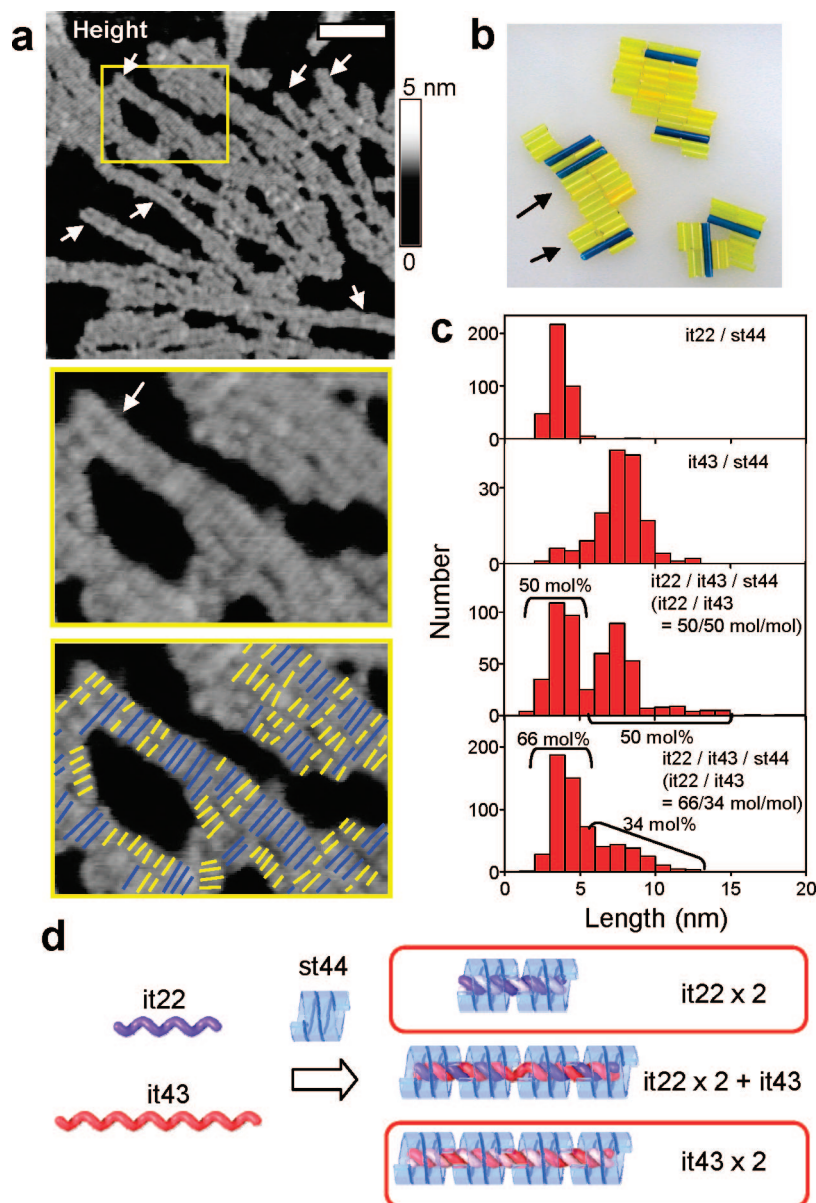 a
Height
5 nm
0
b
c
200
100
0
it22 / st44
30
0
it43 / st44
100
50
0
50 mol%
it22 / it43 / st44
(it22 / it43
= 50/50 mol/mol)
50 mol%
200
100
0
66 mol%
it22 / it43 / st44
(it22 / it43
= 66/34 mol/mol)
34 mol%
Number
0
5
10
15
20
Length (nm)
d
it22
st44
it43
it22 x 2
it22 x 2 + it43
it43 x 2